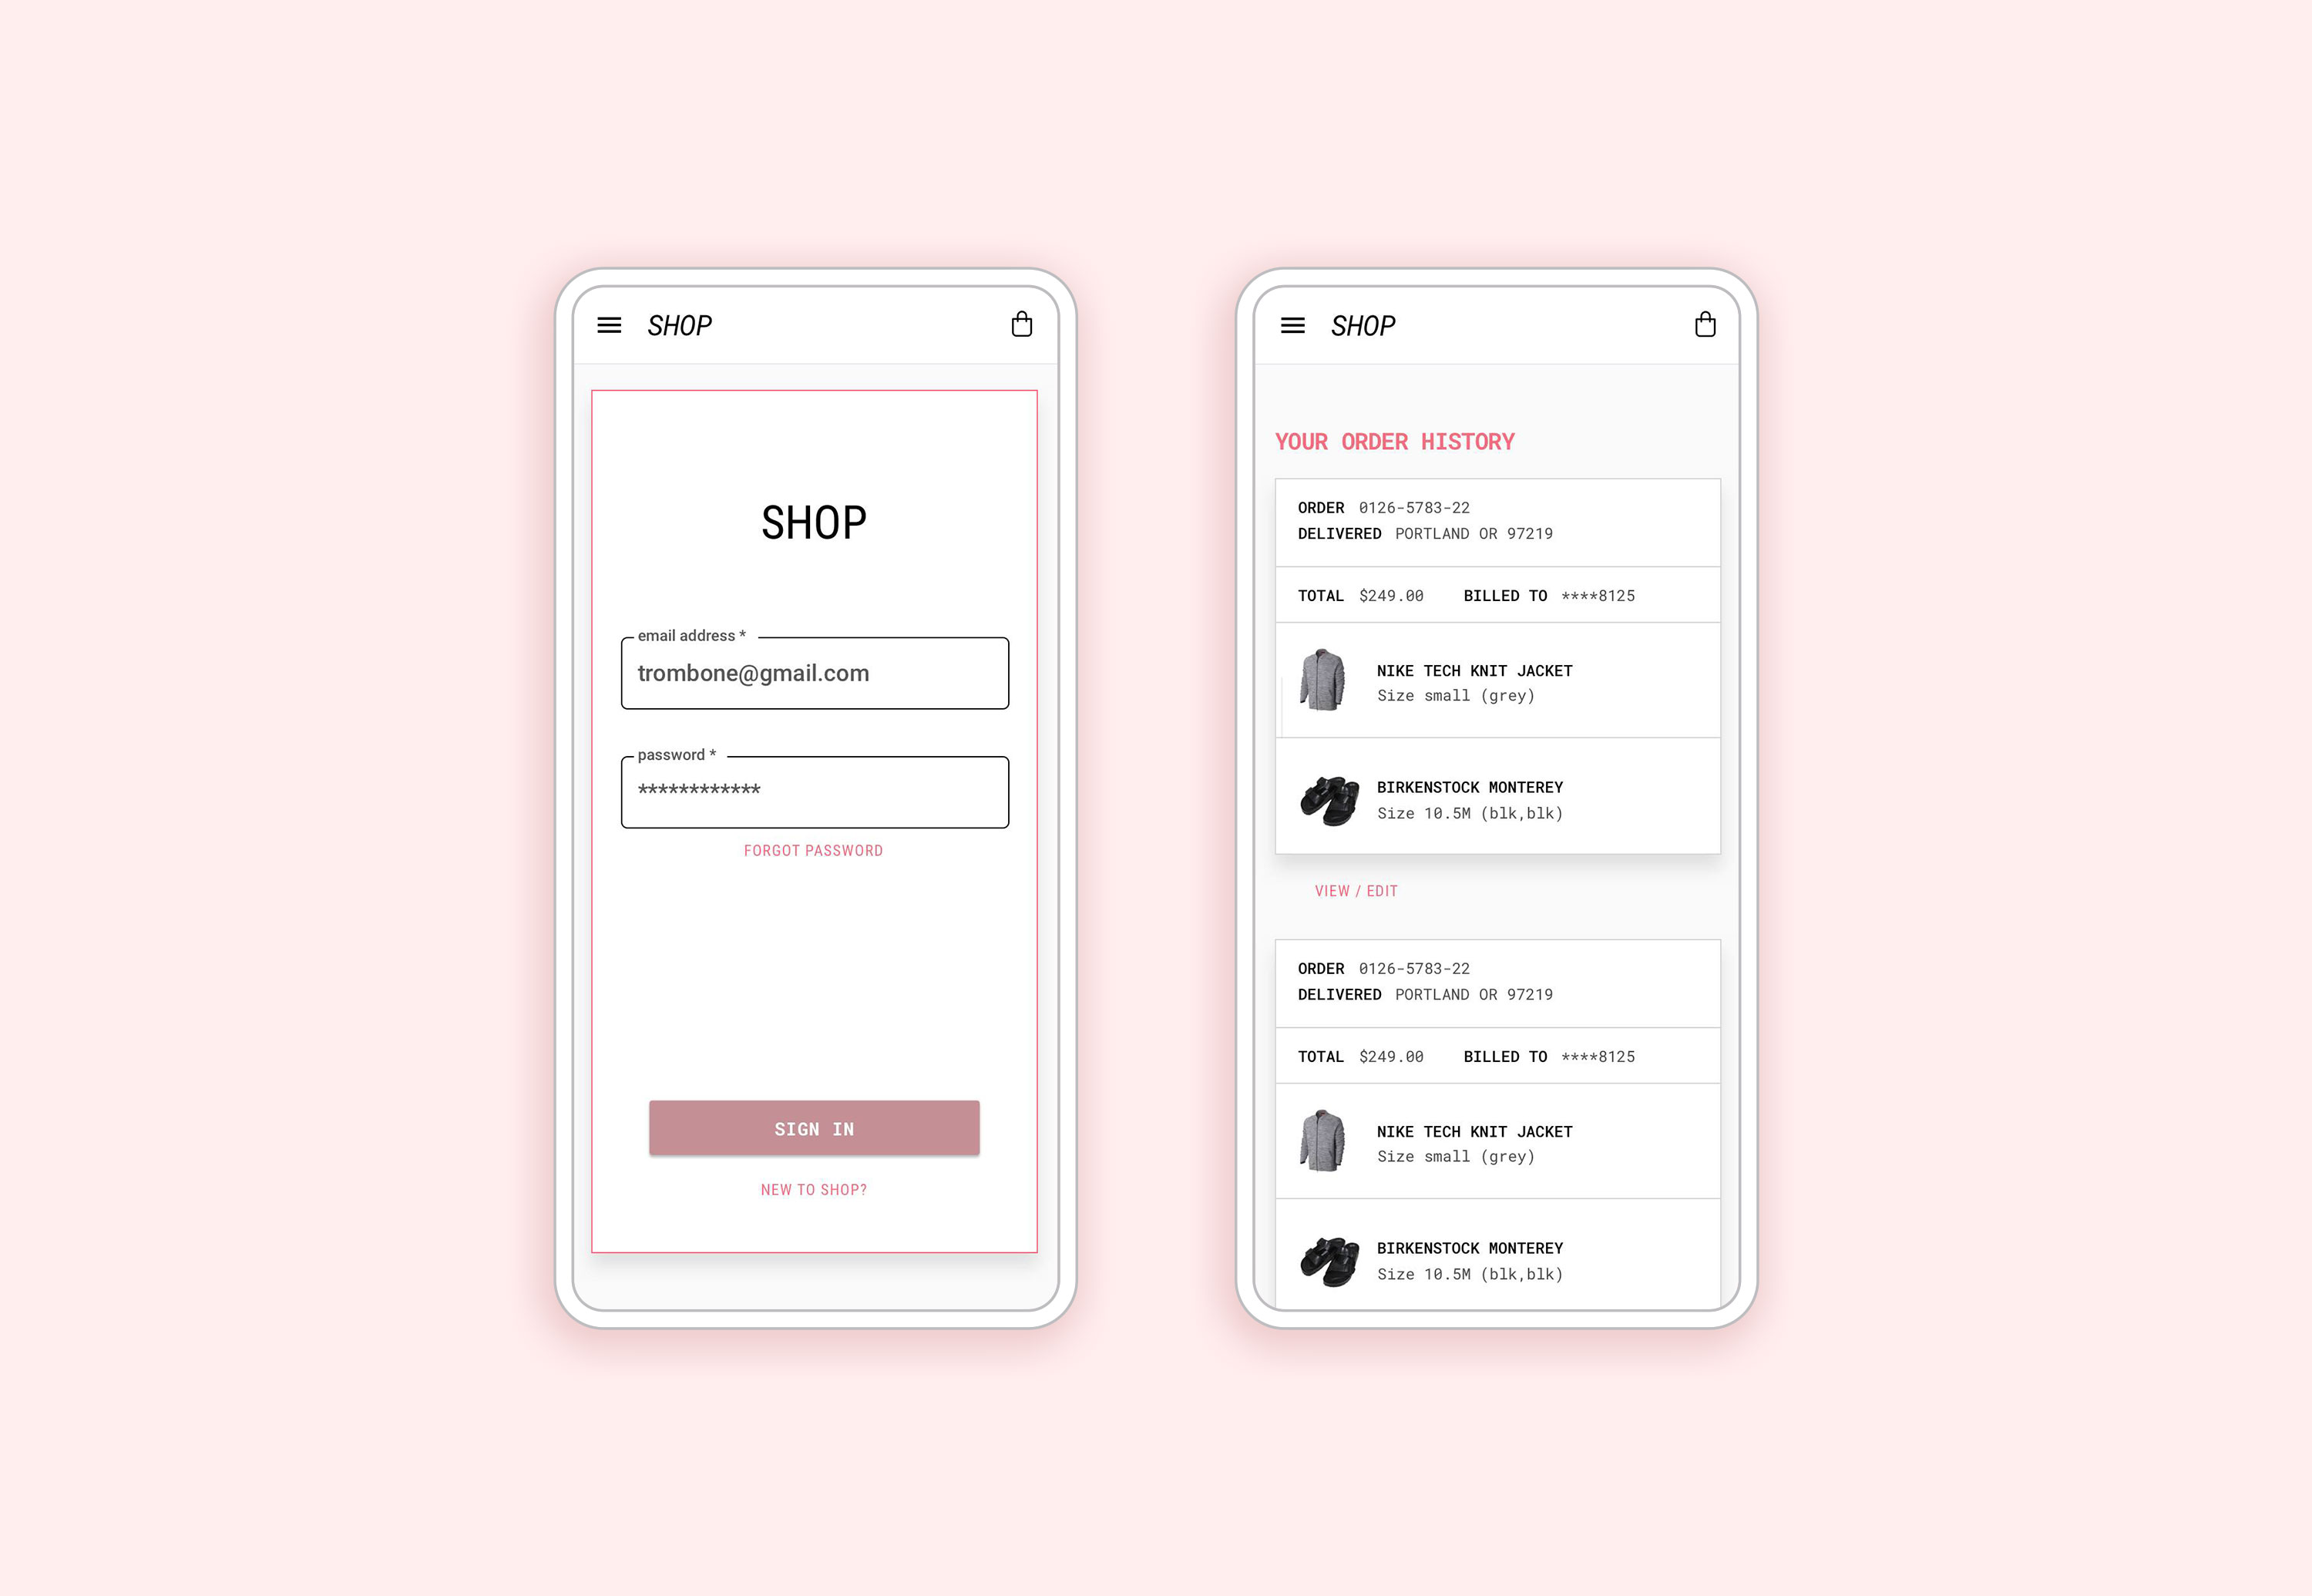 SHOP
SHOP
email address *
trombone@gmail.com
password *
************
FORGOT PASSWORD
SIGN IN
NEW TO SHOP?
SHOP
YOUR ORDER HISTORY
ORDER 0126-5783-22
DELIVERED PORTLAND OR 97219
TOTAL $249.00 BILLED TO ****8125
NIKE TECH KNIT JACKET
Size small (grey)
BIRKENSTOCK MONTEREY
Size 10.5M (blk,blk)
VIEW / EDIT
ORDER 0126-5783-22
DELIVERED PORTLAND OR 97219
TOTAL $249.00 BILLED TO ****8125
NIKE TECH KNIT JACKET
Size small (grey)
BIRKENSTOCK MONTEREY
Size 10.5M (blk,blk)